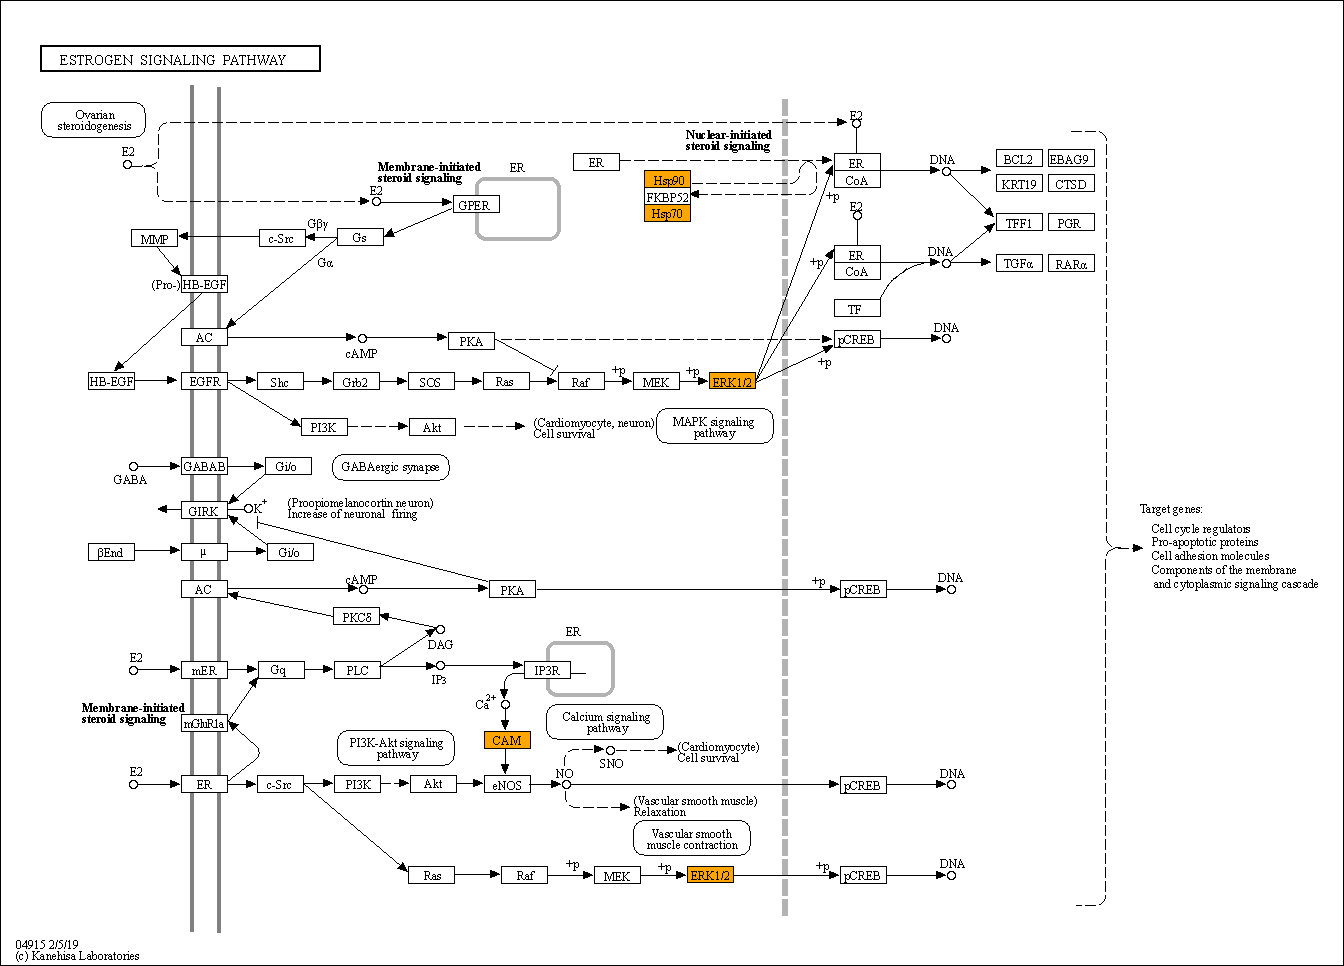 ESTROGEN SIGNALING PATHWAY
Ovarian
steroidogenesis
E2
E2
Nuclear-initiated
steroid signaling
Membrane-initiated
steroid signaling
ER
ER
ER
CoA
DNA
BCL2
EBAG9
Hsp90
FKBP52
Hsp70
KRT19
CTSD
E2
GPER
+p
E2
Gβγ
TFF1
PGR
MMP
c-Src
Gs
Gα
+p
ER
CoA
DNA
TGFα
RARα
(Pro-)
HB-EGF
TF
AC
cAMP
PKA
pCREB
DNA
+p
HB-EGF
EGFR
Shc
Grb2
SOS
Ras
Raf
+p
MEK
+p
ERK1/2
PI3K
Akt
(Cardiomyocyte, neuron)
Cell survival
MAPK signaling
pathway
GABA
GABAB
Gi/o
GABAergic synapse
GIRK
K+
(Proopiomelanocortin neuron)
Increase of neuronal firing
Target genes:
Cell cycle regulators
Pro-apoptotic proteins
Cell adhesion molecules
Components of the membrane
and cytoplasmic signaling cascade
βEnd
μ
Gi/o
AC
cAMP
PKA
+p
pCREB
DNA
PKCδ
DAG
ER
E2
mER
Gq
PLC
IP3
IP3R
Ca2+
Membrane-initiated
steroid signaling
mGluR1a
Calcium signaling
pathway
CAM
PI3K-Akt signaling
pathway
(Cardiomyocyte)
Cell survival
SNO
E2
ER
c-Src
PI3K
Akt
eNOS
NO
pCREB
DNA
(Vascular smooth muscle)
Relaxation
Vascular smooth
muscle contraction
Ras
Raf
+p
MEK
+p
ERK1/2
+p
pCREB
DNA
04915 2/5/19
(c) Kanehisa Laboratories